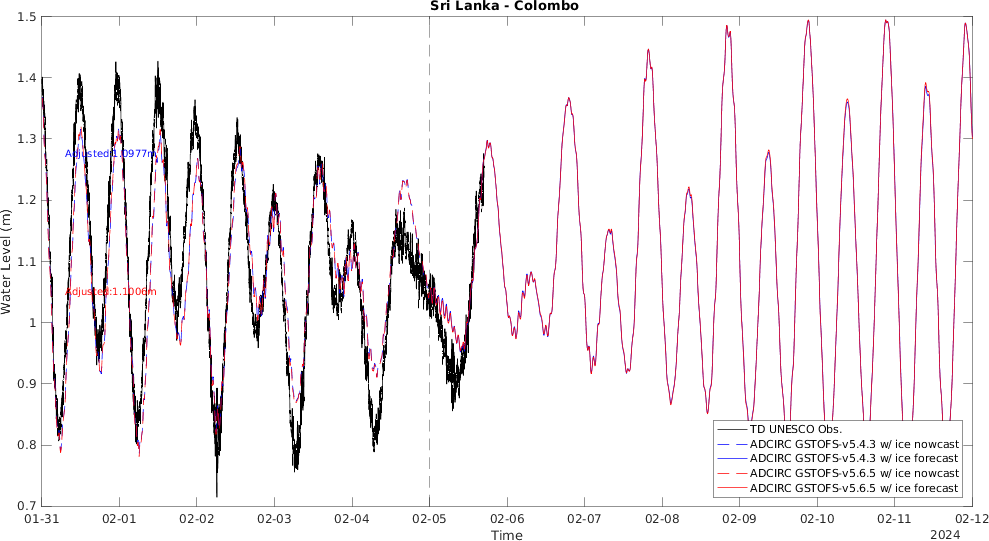 Sri Lanka - Colombo
Water Level (m)
1.5
1.4
1.3
1.2
1.1
1
0.9
0.8
0.7
Adjusted:1.0977m
Adjusted:1.1006m
TD UNESCO Obs.
ADCIRC GSTOFS-v5.4.3 w/ ice nowcast
ADCIRC GSTOFS-v5.4.3 w/ ice forecast
ADCIRC GSTOFS-v5.6.5 w/ ice nowcast
ADCIRC GSTOFS-v5.6.5 w/ ice forecast
01-31 02-01 02-02 02-03 02-04 02-05 02-06 02-07 02-08 02-09 02-10 02-11 02-12
Time
2024